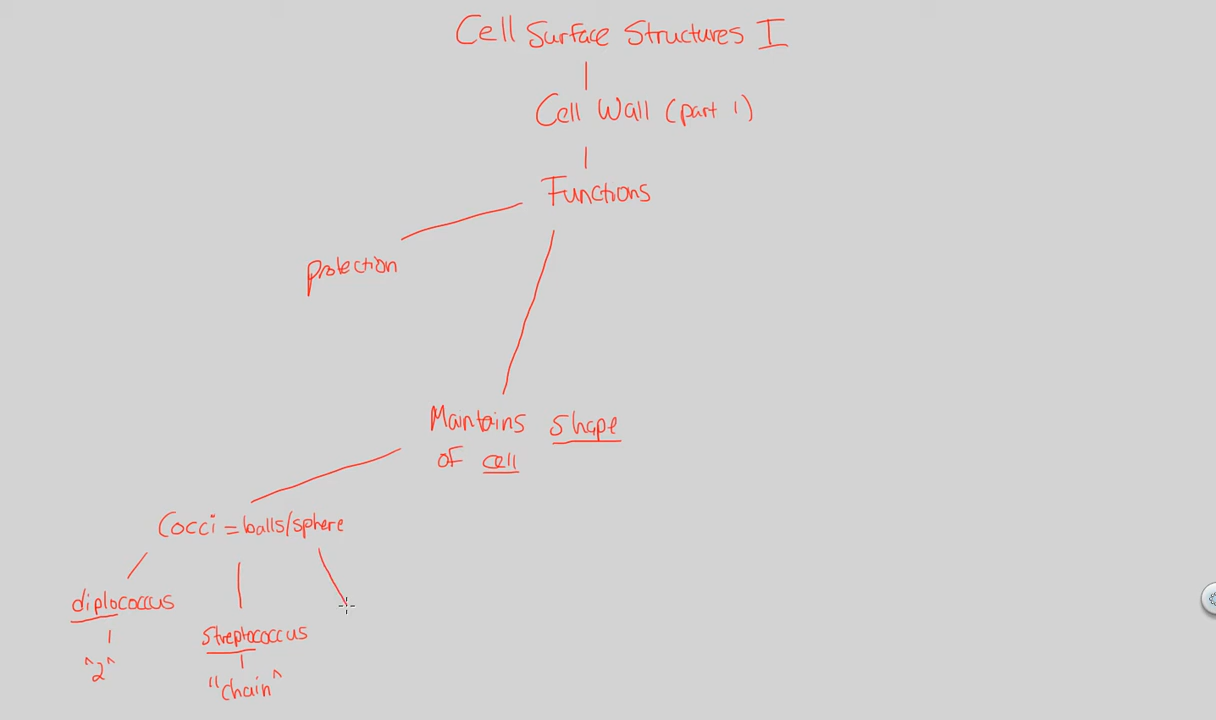 Cell Surface Structures I
Cell Wall (part 1)
Functions
protection
Maintains shape
of cell
Cocci = balls/sphere
diplococcus
streptococcus
"2"
"chain"